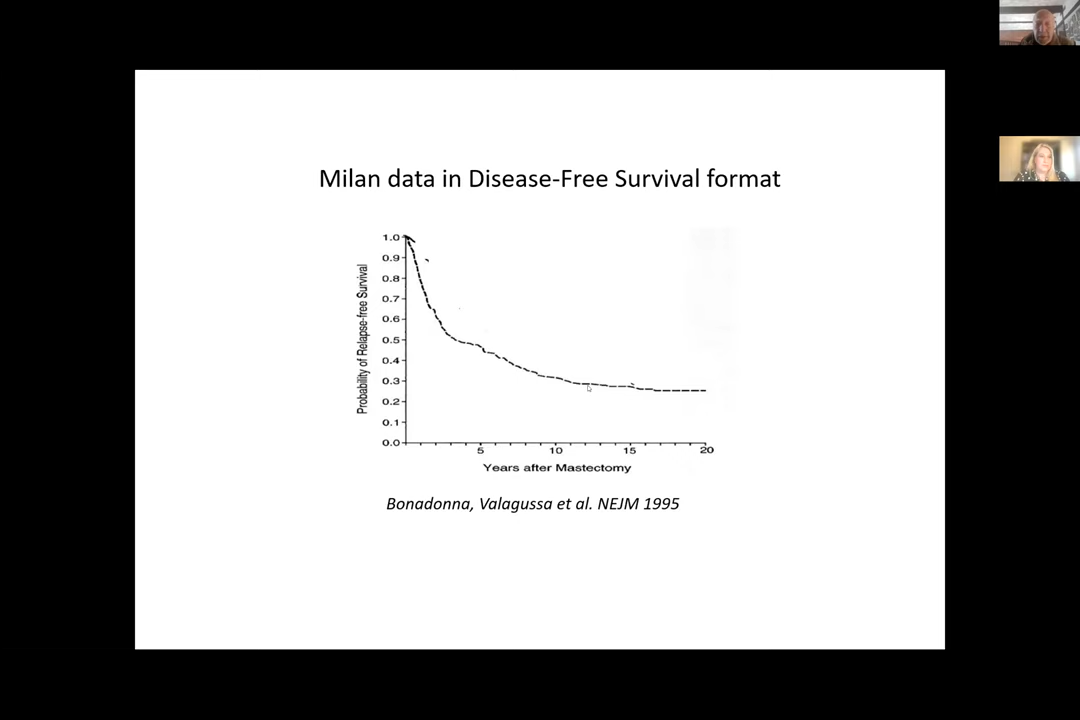 Milan data in Disease-Free Survival format
Probability of Relapse-free Survival
1.0
0.9
0.8
0.7
0.6
0.5
0.4
0.3
0.2
0.1
0.0
5 10 15 20
Years after Mastectomy
Bonadonna, Valagussa et al. NEJM 1995